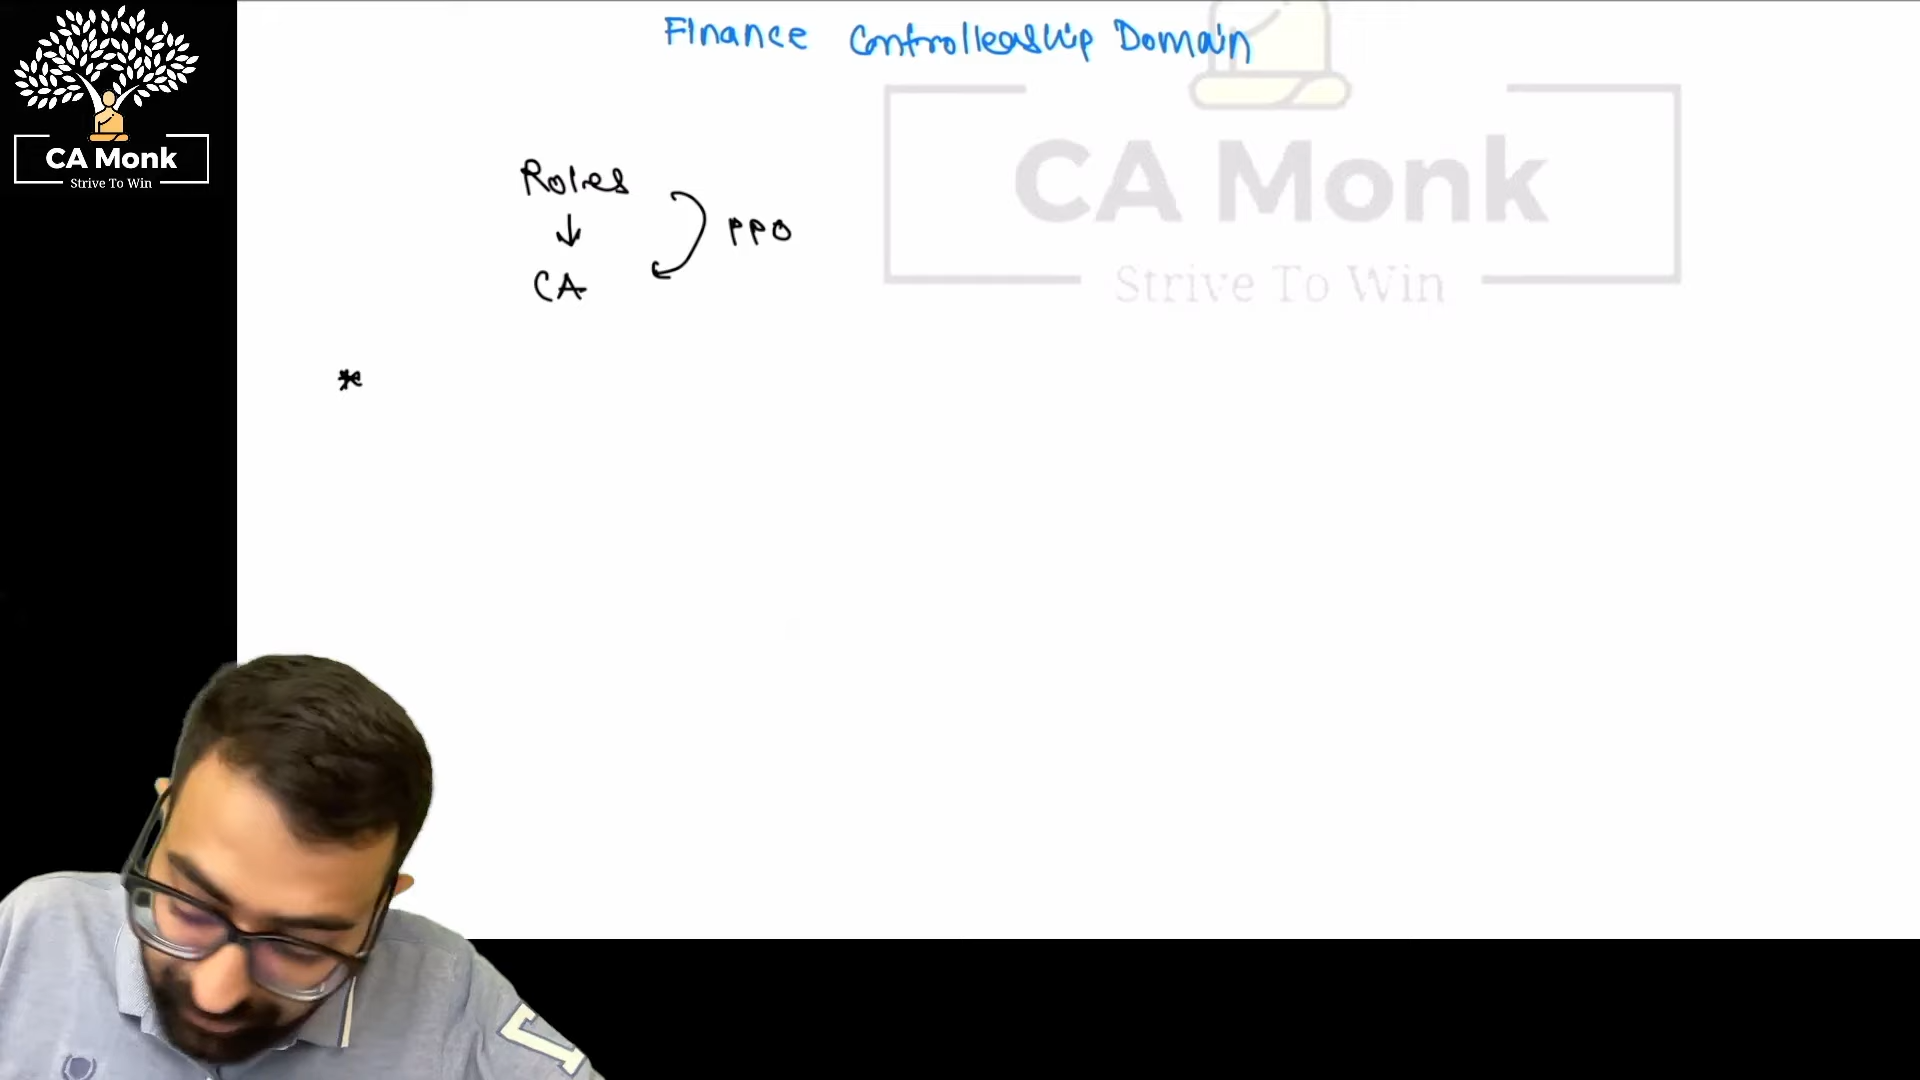 Finance Controllership Domain
CA Monk
Strive To Win
CA Monk
Strive To Win
Roles
↓
PPO
CA
*